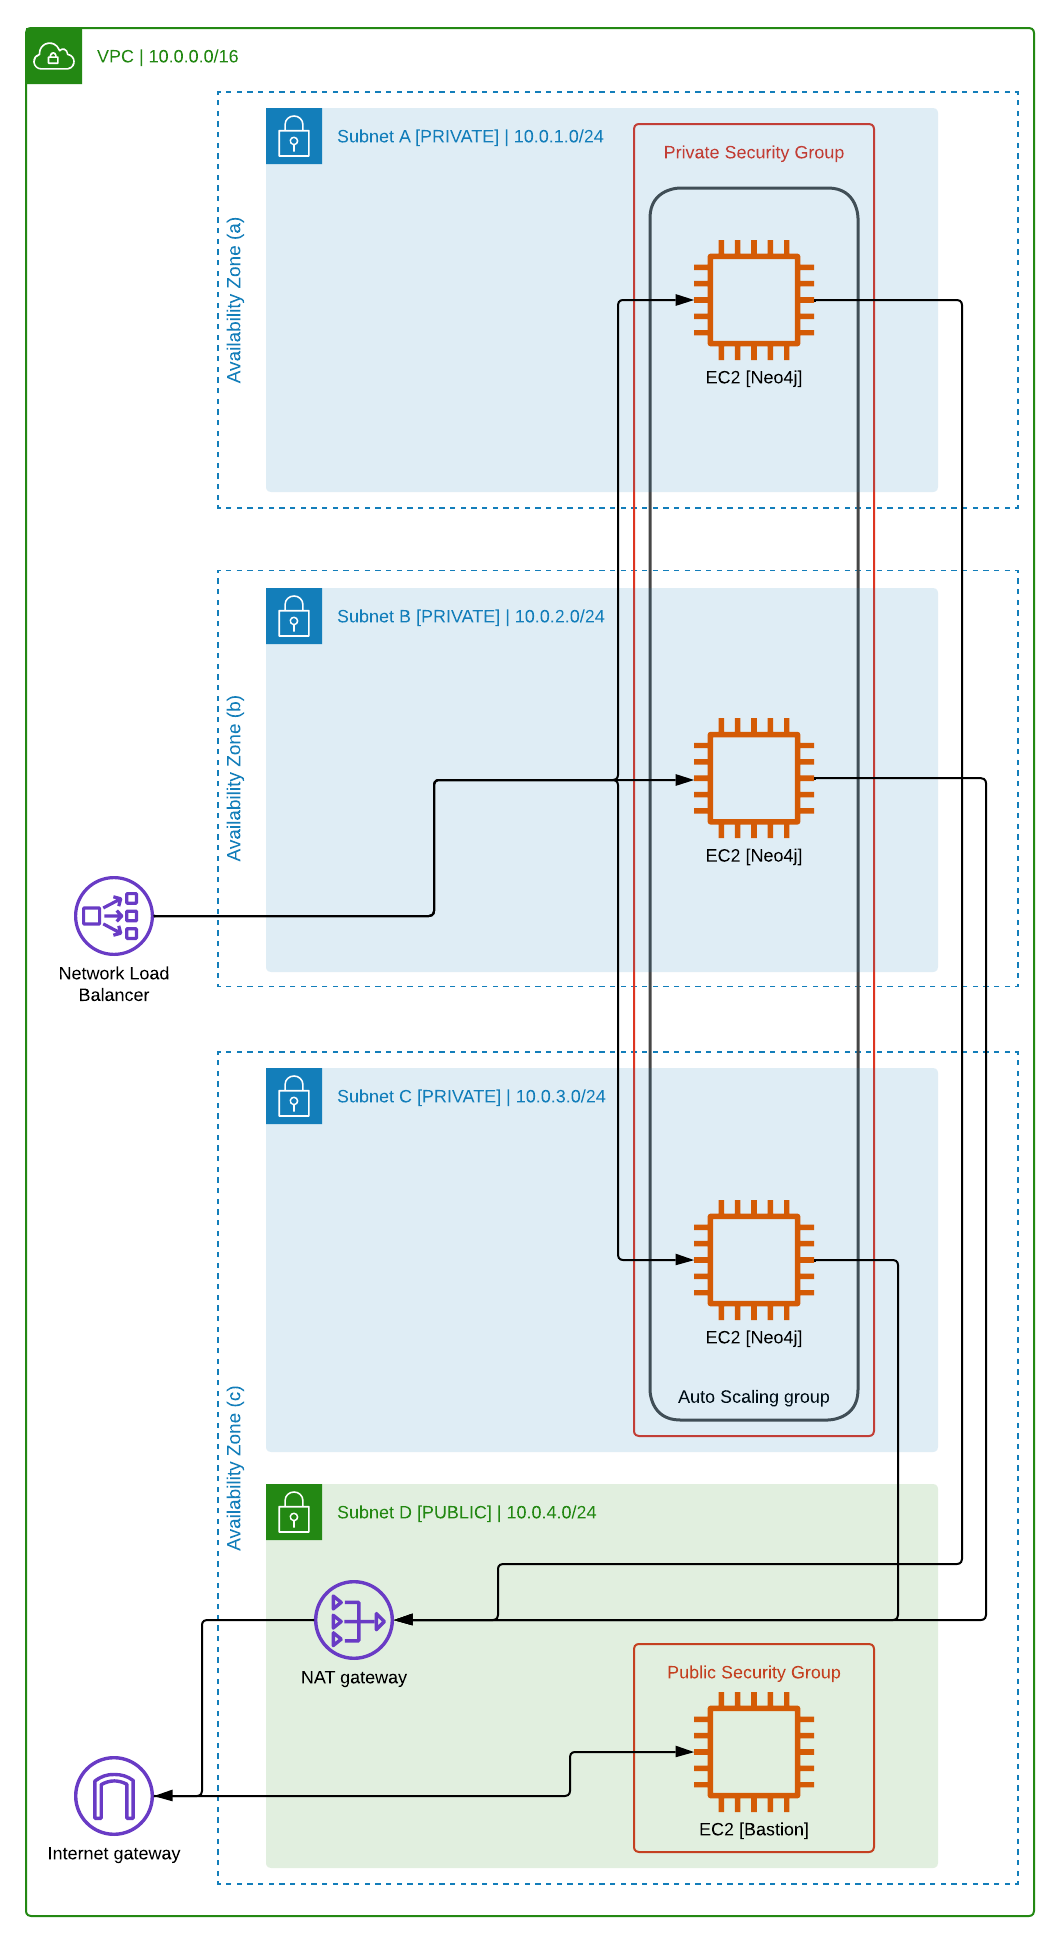 VPC | 10.0.0.0/16
Subnet A [PRIVATE] | 10.0.1.0/24
Private Security Group
Availability Zone (a)
EC2 [Neo4j]
Subnet B [PRIVATE] | 10.0.2.0/24
Availability Zone (b)
EC2 [Neo4j]
Network Load
Balancer
Subnet C [PRIVATE] | 10.0.3.0/24
EC2 [Neo4j]
Auto Scaling group
Availability Zone (c)
Subnet D [PUBLIC] | 10.0.4.0/24
NAT gateway
Public Security Group
EC2 [Bastion]
Internet gateway